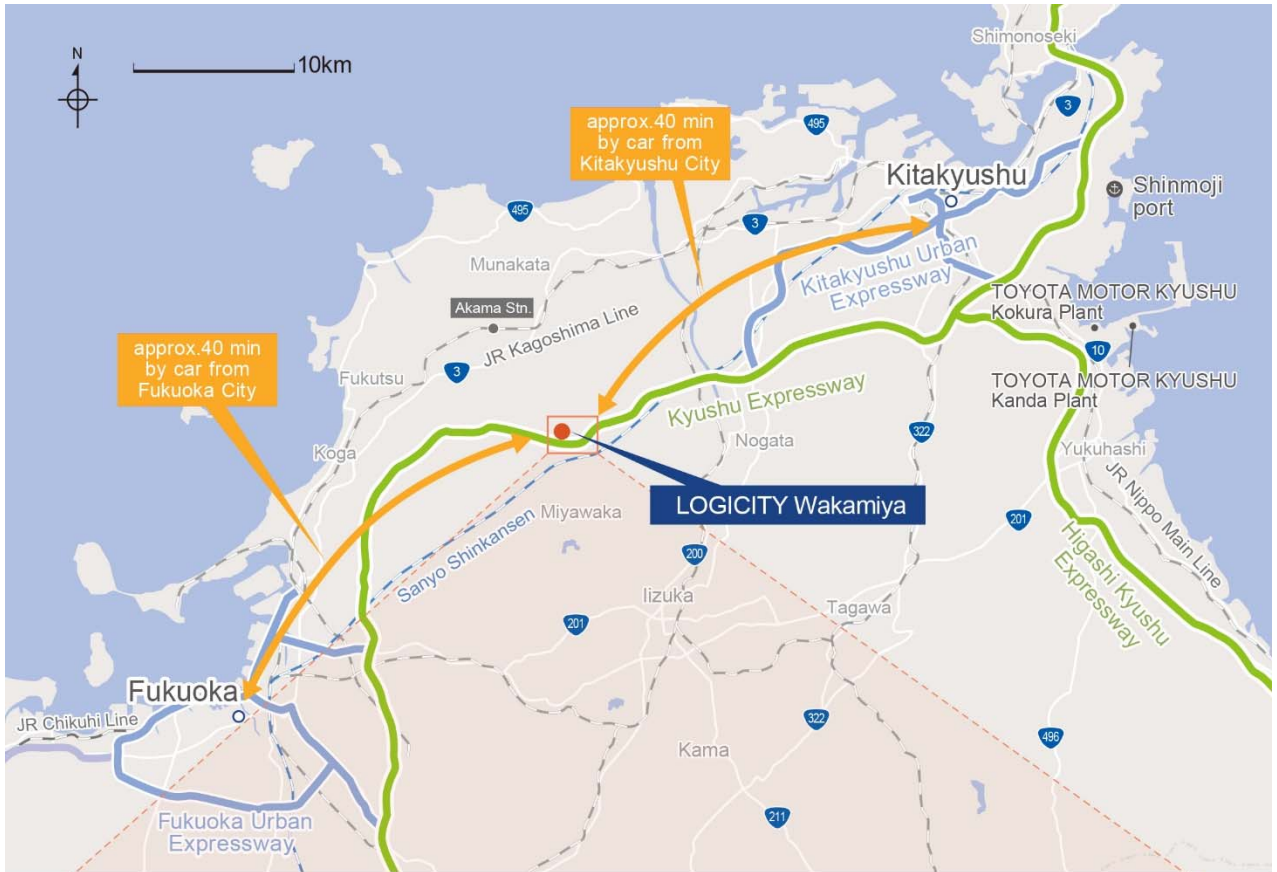 Shimonoseki
N
10km
approx.40 min
by car from
Kitakyushu City
495
3
Kitakyushu
Shinmoji
port
495
3
Munakata
Kitakyushu Urban
Expressway
Akama Stn.
JR Kagoshima Line
TOYOTA MOTOR KYUSHU
Kokura Plant
approx.40 min
by car from
Fukuoka City
Fukutsu
3
10
TOYOTA MOTOR KYUSHU
Kanda Plant
Kyushu Expressway
322
Koga
Nogata
Yukuhashi
LOGICITY Wakamiya
Miyawaka
201
JR Nippo Main Line
Sanyo Shinkansen
200
Higashi Kyushu
Expressway
Iizuka
Tagawa
201
Fukuoka
JR Chikuhi Line
322
496
Kama
Fukuoka Urban
Expressway
211